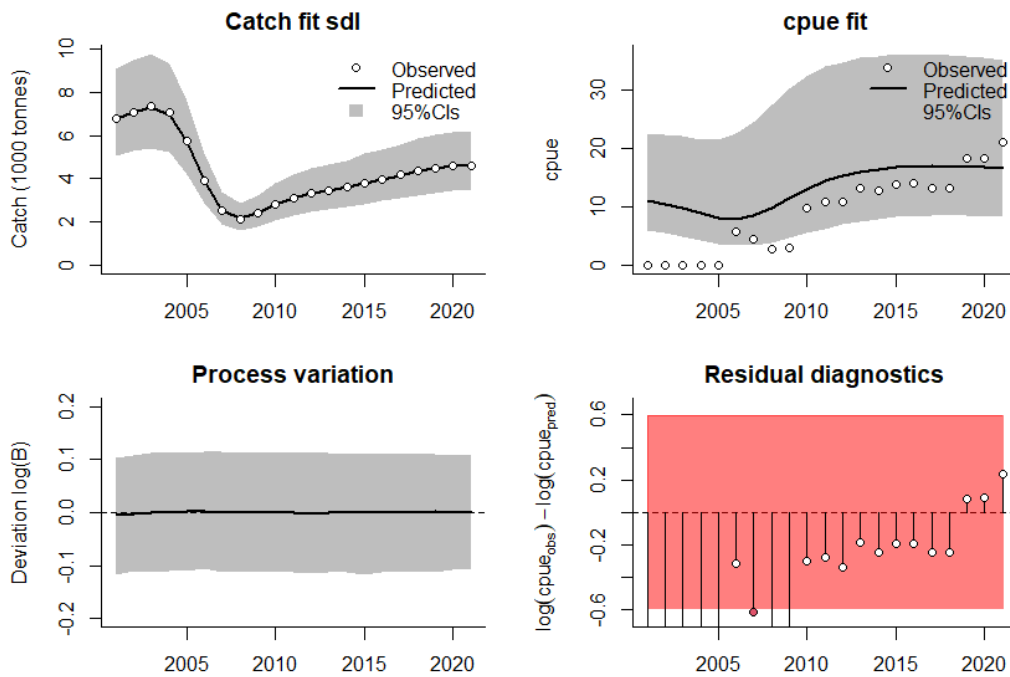 Catch fit sdl
Catch (1000 tonnes)
10
8
6
4
2
0
Observed
Predicted
95%CIs
2005 2010 2015 2020
cpue fit
cpue
30
20
10
0
Observed
Predicted
95%CIs
2005 2010 2015 2020
Process variation
Deviation log(B)
0.2
0.1
0.0
-0.1
-0.2
2005 2010 2015 2020
Residual diagnostics
log(cpue_obs) − log(cpue_pred)
0.6
0.2
-0.2
-0.6
2005 2010 2015 2020